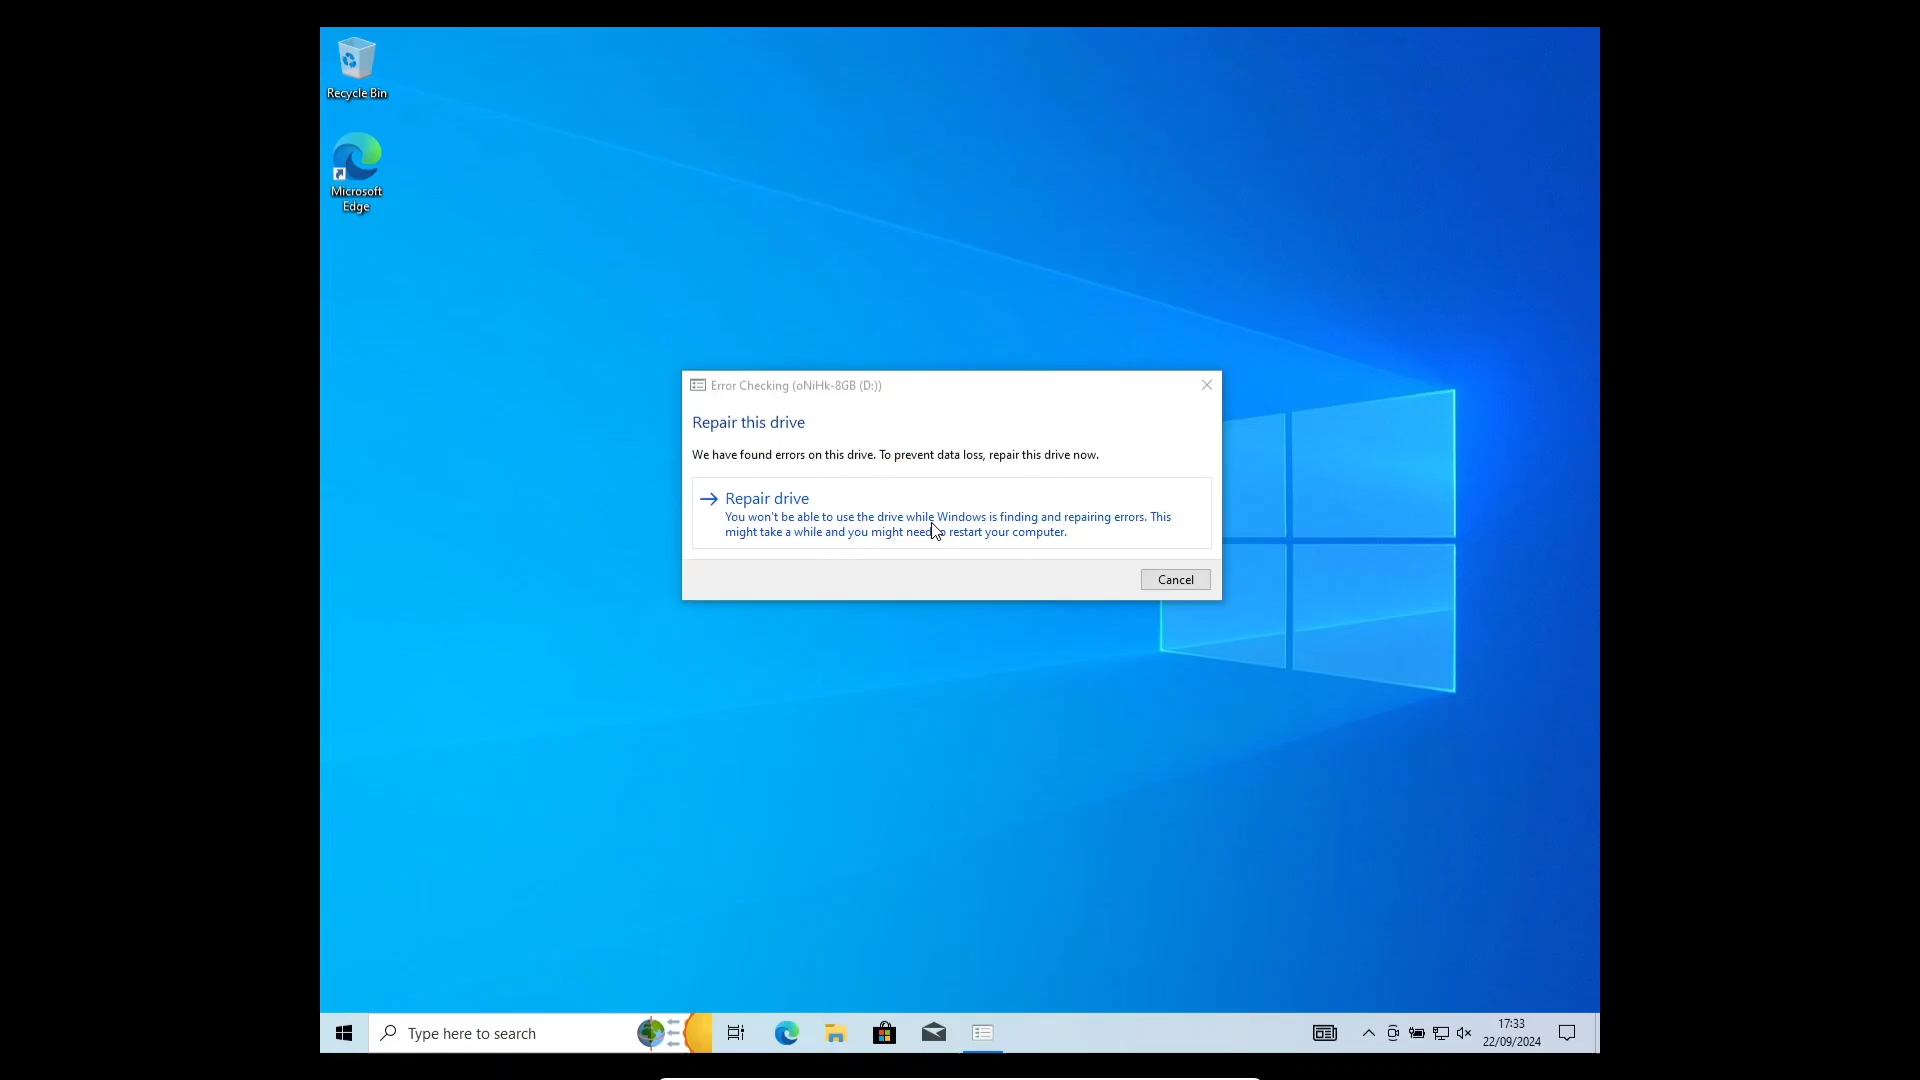 Recycle Bin
Microsoft
Edge
Error Checking (oNiHk-8GB (D:))
Repair this drive
We have found errors on this drive. To prevent data loss, repair this drive now.
Repair drive
You won't be able to use the drive while Windows is finding and repairing errors. This
might take a while and you might need to restart your computer.
Cancel
Type here to search
17:33
22/09/2024